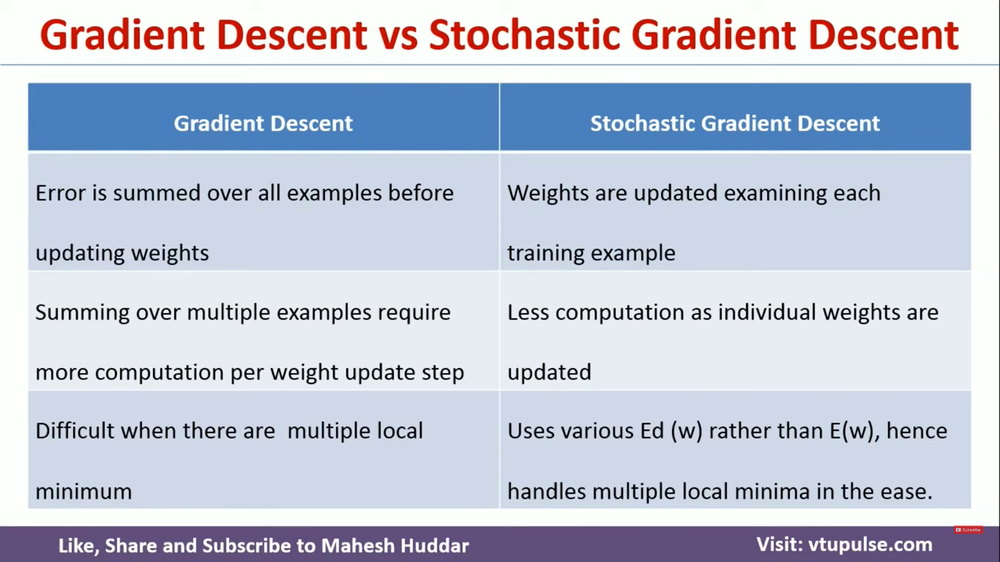 Gradient Descent vs Stochastic Gradient Descent
Gradient Descent
Stochastic Gradient Descent
Error is summed over all examples before
updating weights
Weights are updated examining each
training example
Summing over multiple examples require
more computation per weight update step
Less computation as individual weights are
updated
Difficult when there are multiple local
minimum
Uses various Ed (w) rather than E(w), hence
handles multiple local minima in the ease.
Subscribe
Like, Share and Subscribe to Mahesh Huddar
Visit: vtupulse.com